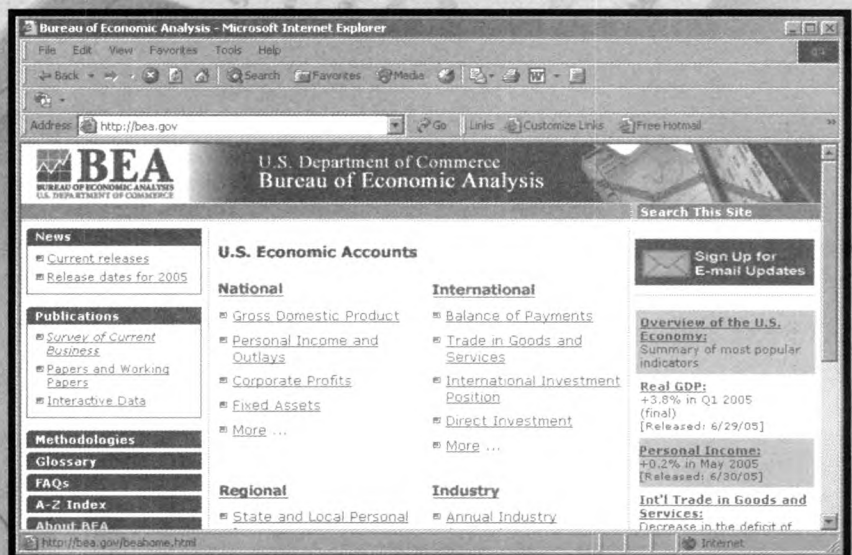 Bureau of Economic Analysis - Microsoft Internet Explorer
File Edit View Favorites Tools Help
Back Search Favorites Media
Address http://bea.gov Go Links Customize Links Free Hotmail
BEA
BUREAU OF ECONOMIC ANALYSIS
U.S. DEPARTMENT OF COMMERCE
U.S. Department of Commerce
Bureau of Economic Analysis
Search This Site
News
Current releases
Release dates for 2005
Publications
Survey of Current
Business
Papers and Working
Papers
Interactive Data
Methodologies
Glossary
FAQs
A-Z Index
About BEA
U.S. Economic Accounts
National
Gross Domestic Product
Personal Income and
Outlays
Corporate Profits
Fixed Assets
More ...
International
Balance of Payments
Trade in Goods and
Services
International Investment
Position
Direct Investment
More ...
Regional
State and Local Personal
Industry
Annual Industry
Sign Up for
E-mail Updates
Overview of the U.S.
Economy:
Summary of most popular
indicators
Real GDP:
+3.8% in Q1 2005
(final)
[Released: 6/29/05]
Personal Income:
+0.2% in May 2005
[Released: 6/30/05]
Int'l Trade in Goods and
Services:
Decrease in the deficit of
http://bea.gov/beahome.html Internet